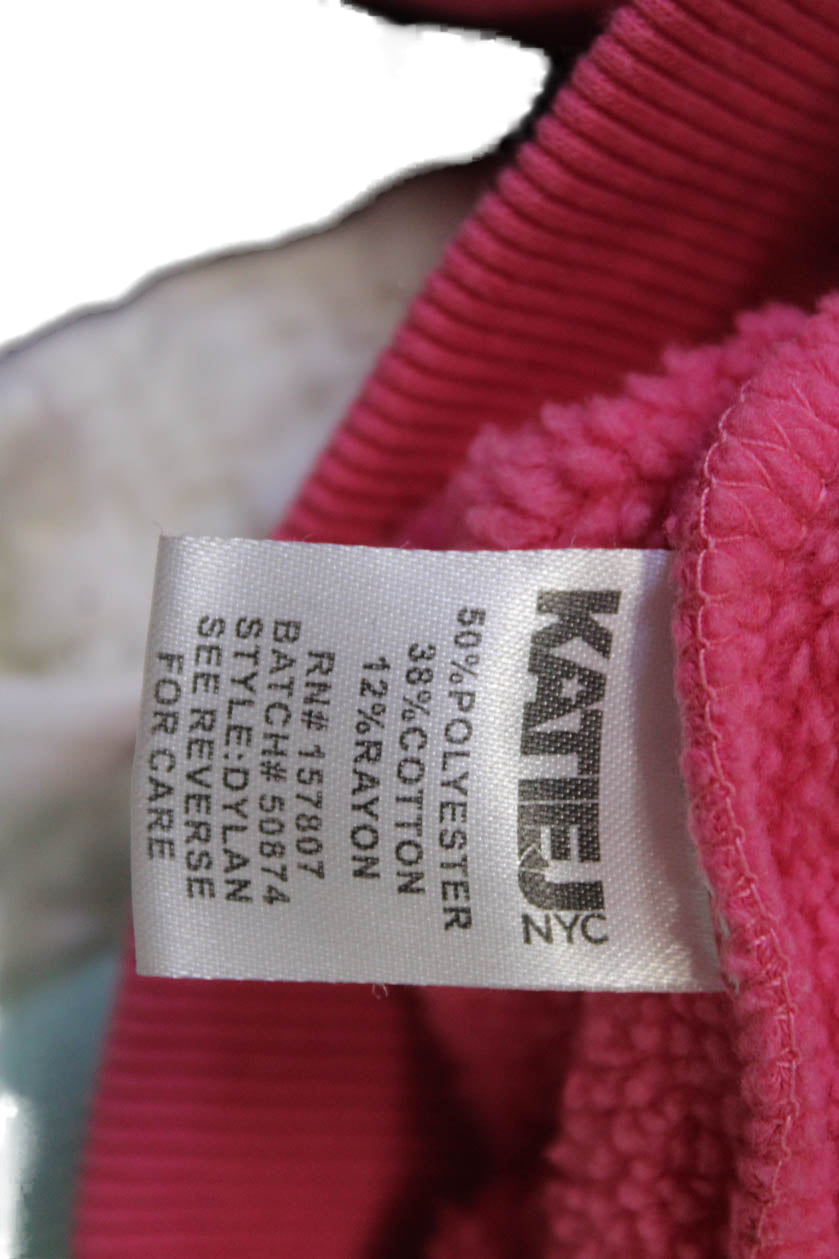 KATIEJ
NYC
50%POLYESTER
38%COTTON
12%RAYON
RN# 157807
BATCH# 50874
STYLE:DYLAN
SEE REVERSE
FOR CARE